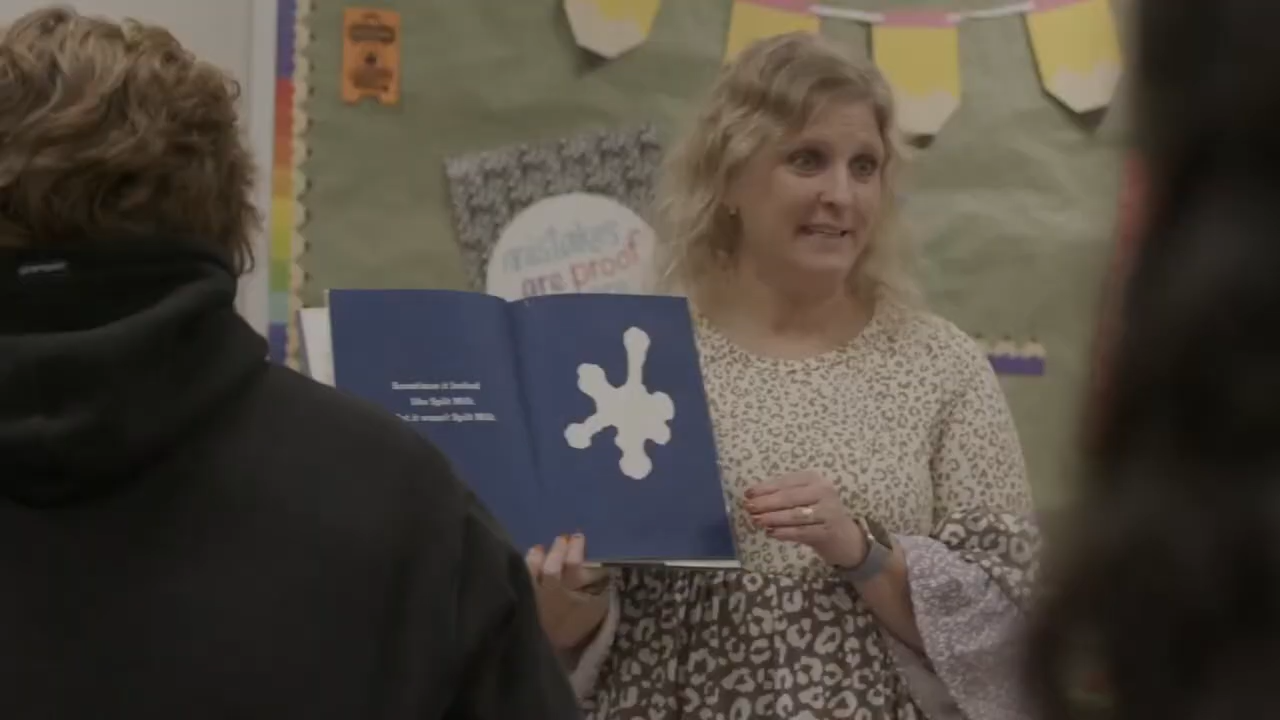 mistakes
are proof
Sometimes it looked
like Spilt Milk.
But it wasn't Spilt Milk.